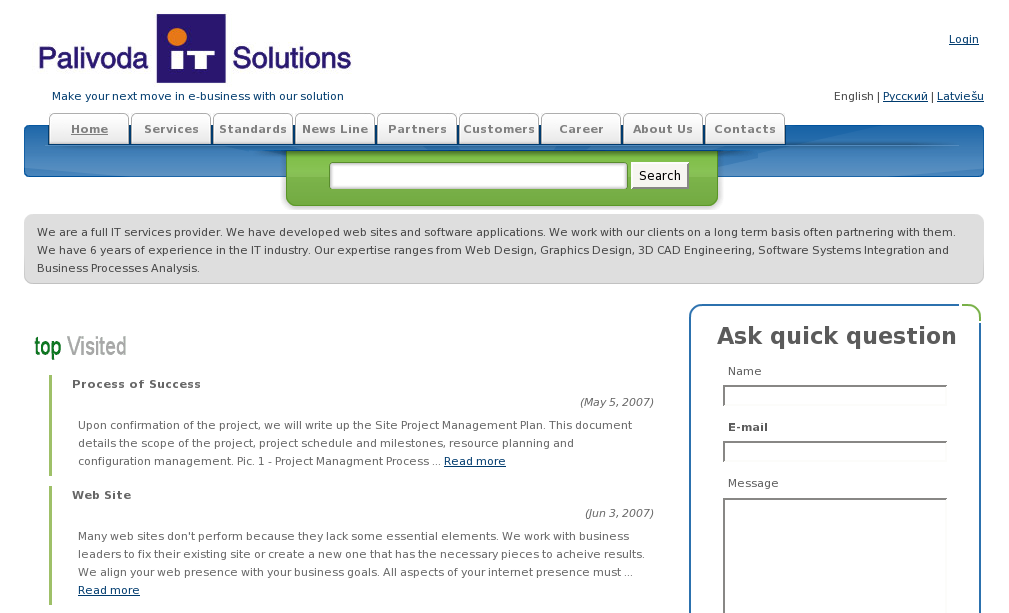 Palivoda iT Solutions
Login
Make your next move in e-business with our solution
English | Русский | Latviešu
Home Services Standards News Line Partners Customers Career About Us Contacts
Search
We are a full IT services provider. We have developed web sites and software applications. We work with our clients on a long term basis often partnering with them.
We have 6 years of experience in the IT industry. Our expertise ranges from Web Design, Graphics Design, 3D CAD Engineering, Software Systems Integration and
Business Processes Analysis.
top Visited
Process of Success
(May 5, 2007)
Upon confirmation of the project, we will write up the Site Project Management Plan. This document
details the scope of the project, project schedule and milestones, resource planning and
configuration management. Pic. 1 - Project Managment Process ... Read more
Web Site
(Jun 3, 2007)
Many web sites don't perform because they lack some essential elements. We work with business
leaders to fix their existing site or create a new one that has the necessary pieces to acheive results.
We align your web presence with your business goals. All aspects of your internet presence must ...
Read more
Ask quick question
Name
E-mail
Message